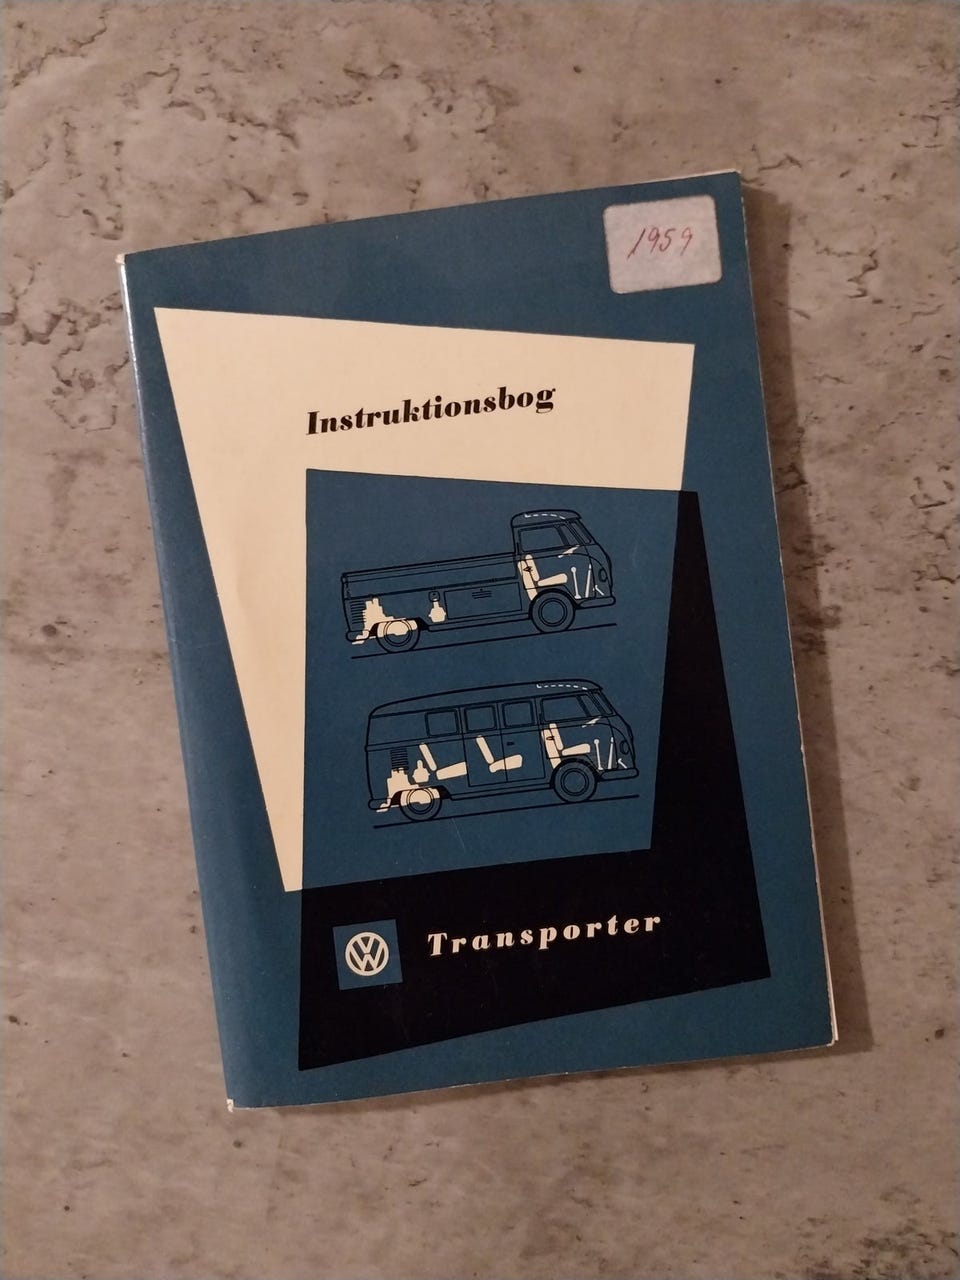 1959
Instruktionsbog
VW
Transporter